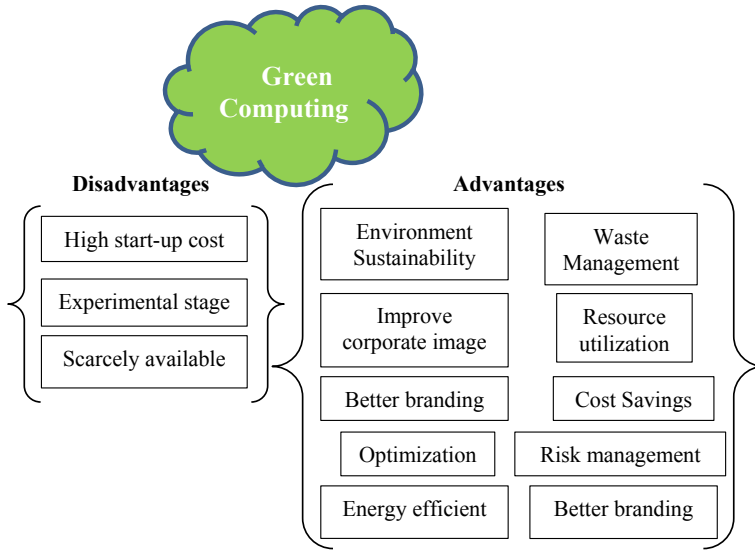 Green
Computing
Disadvantages
High start-up cost
Experimental stage
Scarcely available
Advantages
Environment
Sustainability
Waste
Management
Improve
corporate image
Resource
utilization
Better branding
Cost Savings
Optimization
Risk management
Energy efficient
Better branding